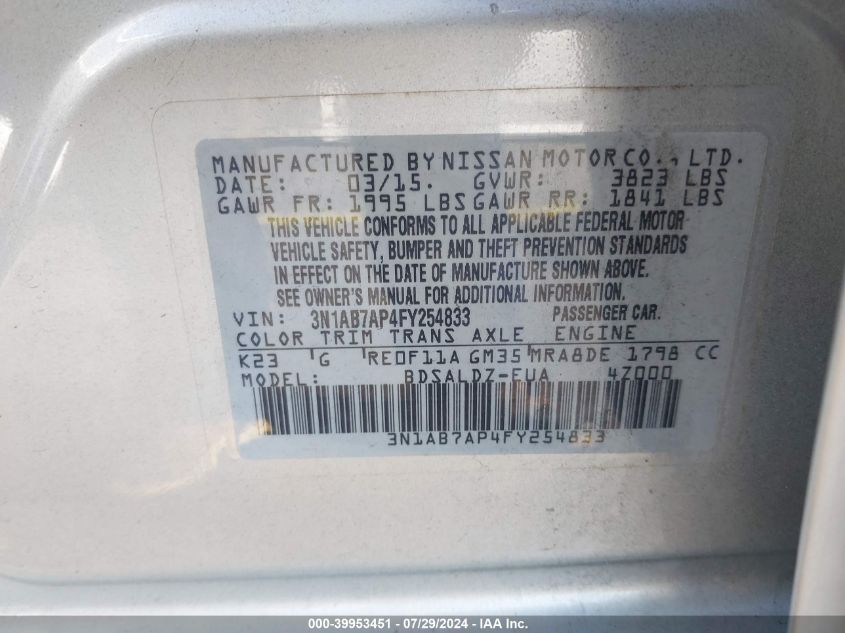 MANUFACTURED BY NISSAN MOTOR CO., LTD.
DATE: 03/15. GVWR: 3823 LBS
GAWR FR: 1995 LBS GAWR RR: 1841 LBS
THIS VEHICLE CONFORMS TO ALL APPLICABLE FEDERAL MOTOR
VEHICLE SAFETY, BUMPER AND THEFT PREVENTION STANDARDS
IN EFFECT ON THE DATE OF MANUFACTURE SHOWN ABOVE.
SEE OWNER'S MANUAL FOR ADDITIONAL INFORMATION.
VIN: 3N1AB7AP4FY254833 PASSENGER CAR.
COLOR TRIM TRANS AXLE ENGINE
K23 G RE0F11A GM35 MRA8DE 1798 CC
MODEL: BDSALDZ-EUA 4Z000
3N1AB7AP4FY254833
000-39953451 - 07/29/2024 - IAA Inc.